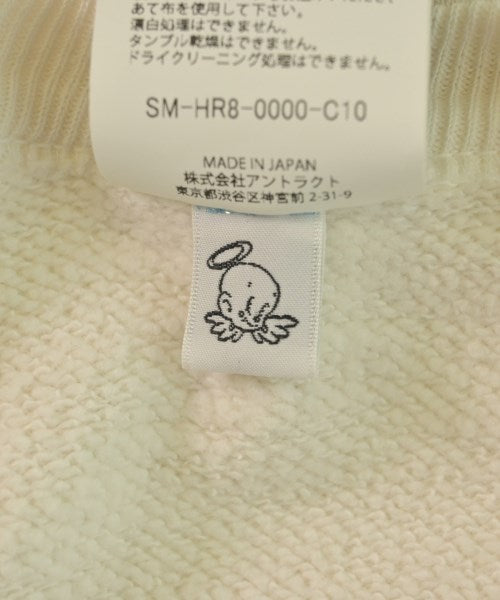 あて布を使用して下さい。
漂白処理はできません。
タンブル乾燥はできません。
ドライクリーニング処理はできません。
SM-HR8-0000-C10
MADE IN JAPAN
株式会社アントラクト
東京都渋谷区神宮前 2-31-9